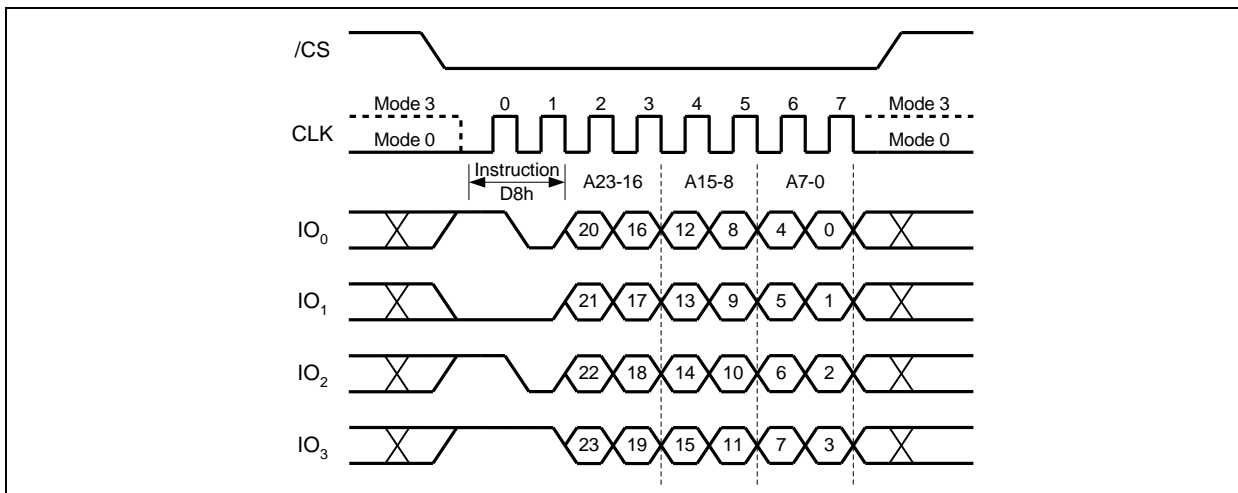 /CS
Mode 3 0 1 2 3 4 5 6 7 Mode 3
CLK
Mode 0 Mode 0
Instruction
D8h
A23-16 A15-8 A7-0
IO0 20 16 12 8 4 0
IO1 21 17 13 9 5 1
IO2 22 18 14 10 6 2
IO3 23 19 15 11 7 3